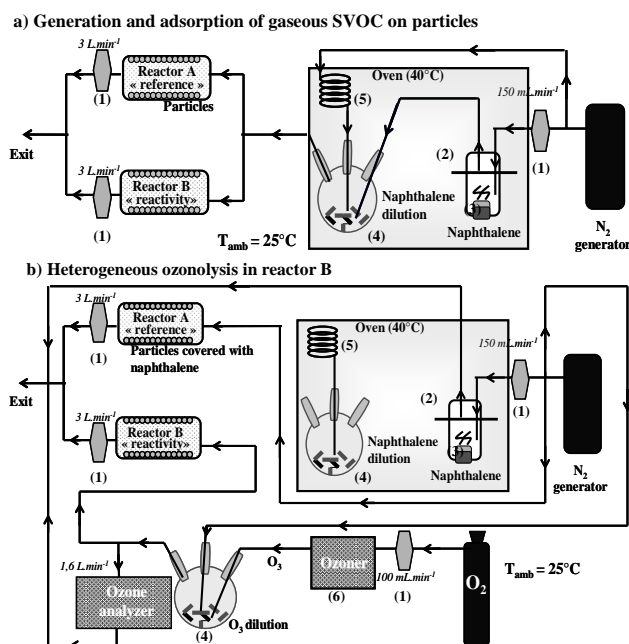 a) Generation and adsorption of gaseous SVOC on particles
3 L.min-1
Reactor A
« reference »
(1)
Particles
Oven (40°C)
(5)
150 mL.min-1
(2)
(1)
Exit
3 L.min-1
Reactor B
« reactivity»
(1)
Naphthalene
dilution
(3)
Naphthalene
(4)
Tamb = 25°C
N2
generator
b) Heterogeneous ozonolysis in reactor B
3 L.min-1
Reactor A
« reference »
(1)
Particles covered with
naphthalene
Oven (40°C)
(5)
150 mL.min-1
(2)
(1)
Exit
3 L.min-1
Reactor B
« reactivity»
(1)
Naphthalene
dilution
3)
Naphthalene
(4)
N2
generator
1,6 L.min-1
Ozone
analyzer
O3
Ozoner
(6)
100 mL.min-1
(1)
O2
Tamb = 25°C
(4)
O3 dilution